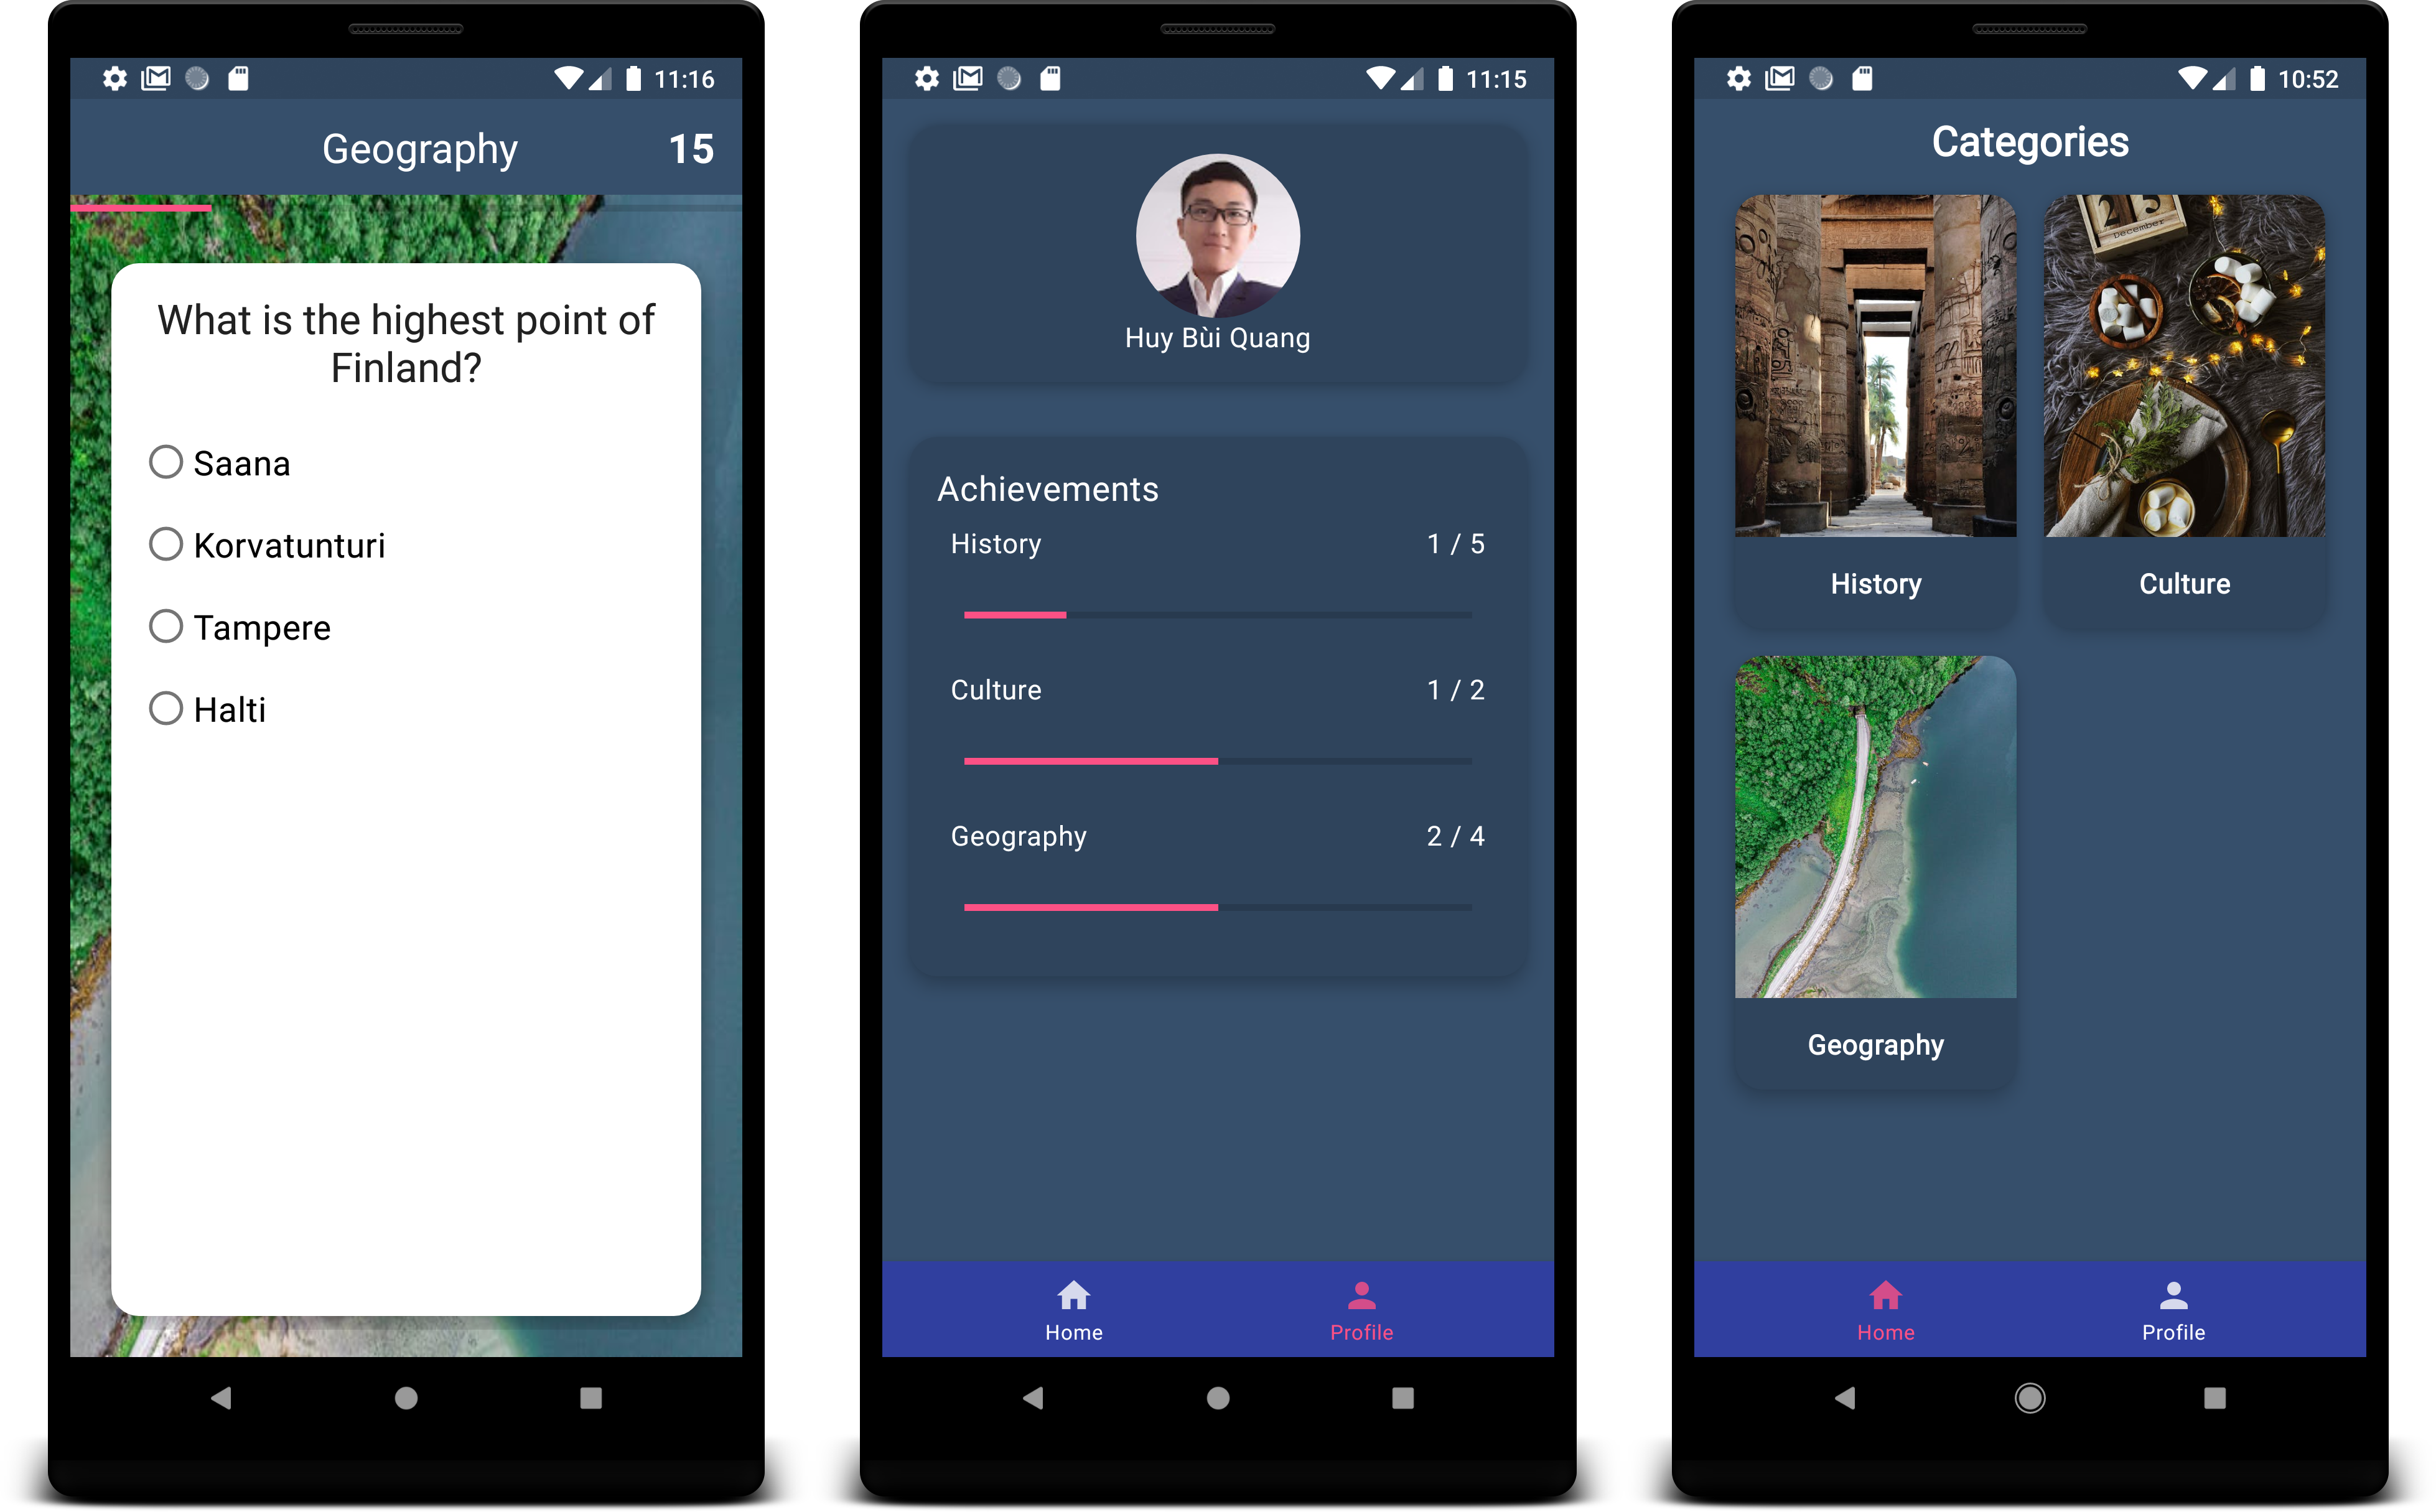 11:16
Geography 15
What is the highest point of
Finland?
Saana
Korvatunturi
Tampere
Halti
11:15
Huy Bùi Quang
Achievements
History 1 / 5
Culture 1 / 2
Geography 2 / 4
Home Profile
10:52
Categories
December
History Culture
Geography
Home Profile